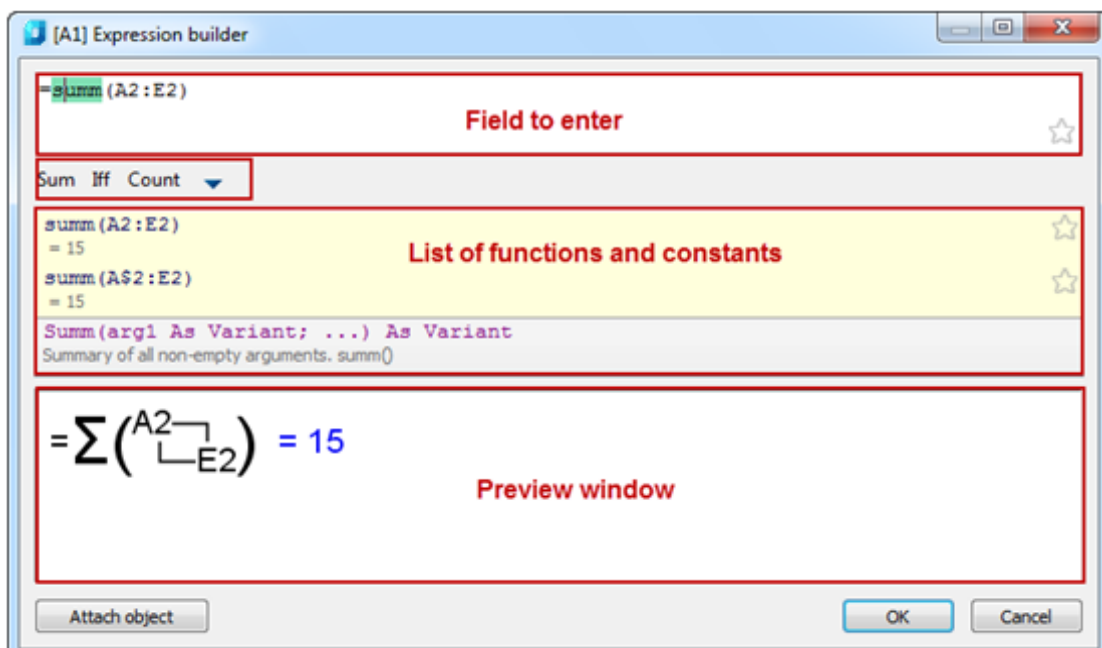 [A1] Expression builder
=summ(A2:E2)
Field to enter
Sum Iff Count
summ(A2:E2)
= 15
List of functions and constants
summ(A$2:E2)
= 15
Summ(arg1 As Variant; ...) As Variant
Summary of all non-empty arguments. summ()
=Σ(A2 E2) = 15
Preview window
Attach object OK Cancel